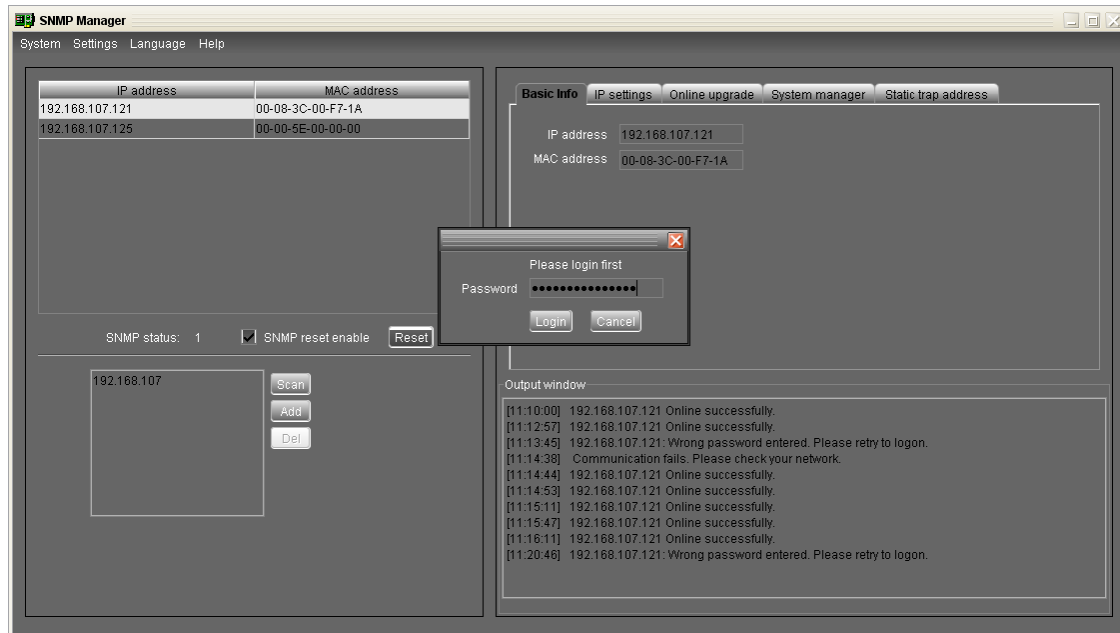 SNMP Manager
System Settings Language Help
IP address MAC address
192.168.107.121 00-08-3C-00-F7-1A
192.168.107.125 00-00-5E-00-00-00
SNMP status: 1 SNMP reset enable Reset
192.168.107
Scan
Add
Del
Basic Info IP settings Online upgrade System manager Static trap address
IP address 192.168.107.121
MAC address 00-08-3C-00-F7-1A
Please login first
Password •••••••••••••••
Login Cancel
Output window
[11:10:00] 192.168.107.121 Online successfully.
[11:12:57] 192.168.107.121 Online successfully.
[11:13:45] 192.168.107.121: Wrong password entered. Please retry to logon.
[11:14:38] Communication fails. Please check your network.
[11:14:44] 192.168.107.121 Online successfully.
[11:14:53] 192.168.107.121 Online successfully.
[11:15:11] 192.168.107.121 Online successfully.
[11:15:47] 192.168.107.121 Online successfully.
[11:16:11] 192.168.107.121 Online successfully.
[11:20:46] 192.168.107.121: Wrong password entered. Please retry to logon.